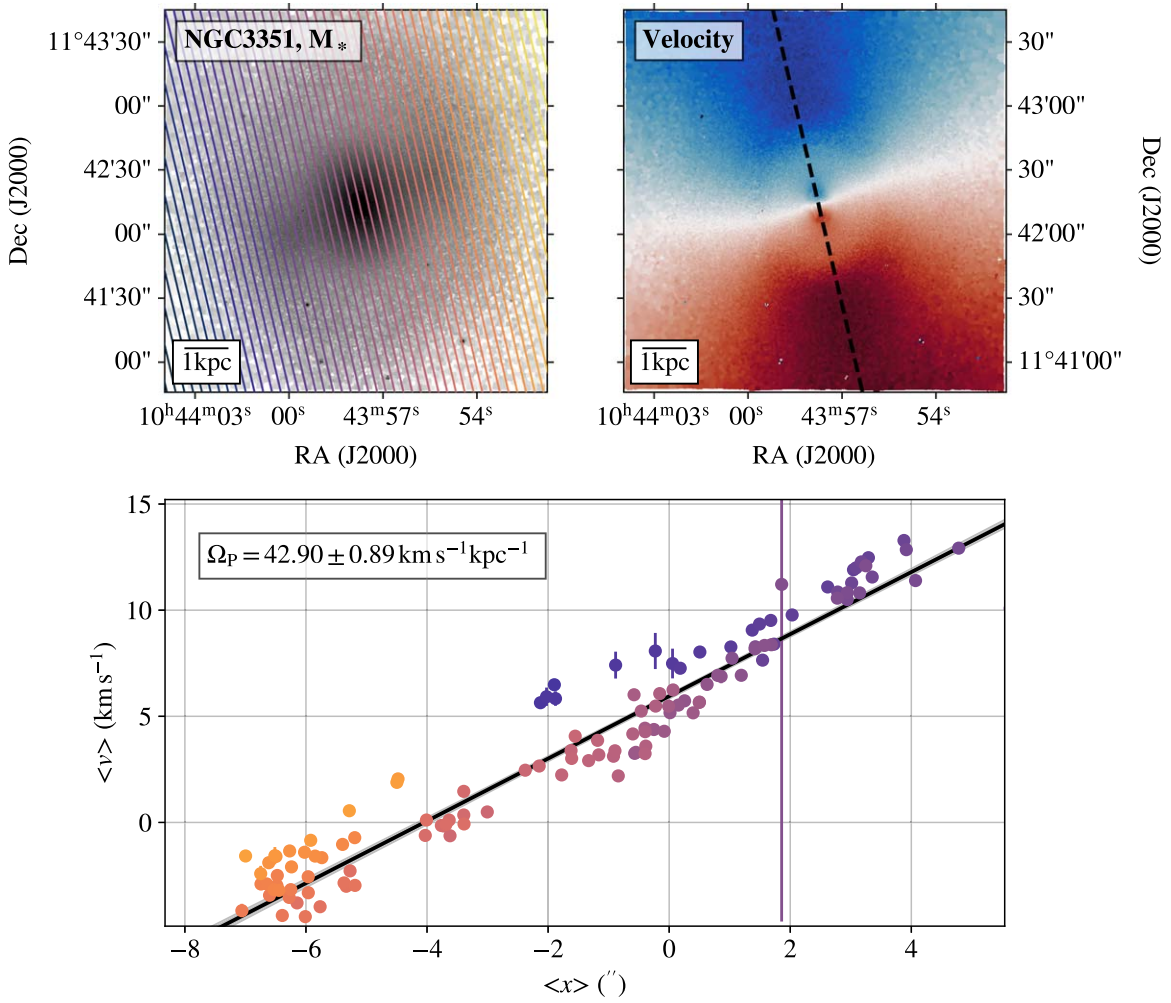 NGC3351, M*
Dec (J2000)
11°43'30"
00"
42'30"
00"
41'30"
00"
1kpc
10ʰ44ᵐ03ˢ 00ˢ 43ᵐ57ˢ 54ˢ
RA (J2000)
Velocity
30"
43'00"
30"
42'00"
30"
11°41'00"
Dec (J2000)
1kpc
10ʰ44ᵐ03ˢ 00ˢ 43ᵐ57ˢ 54ˢ
RA (J2000)
Ω_P = 42.90 ± 0.89 km s⁻¹kpc⁻¹
<v> (km s⁻¹)
15
10
5
0
−8 −6 −4 −2 0 2 4
<x> (′′)